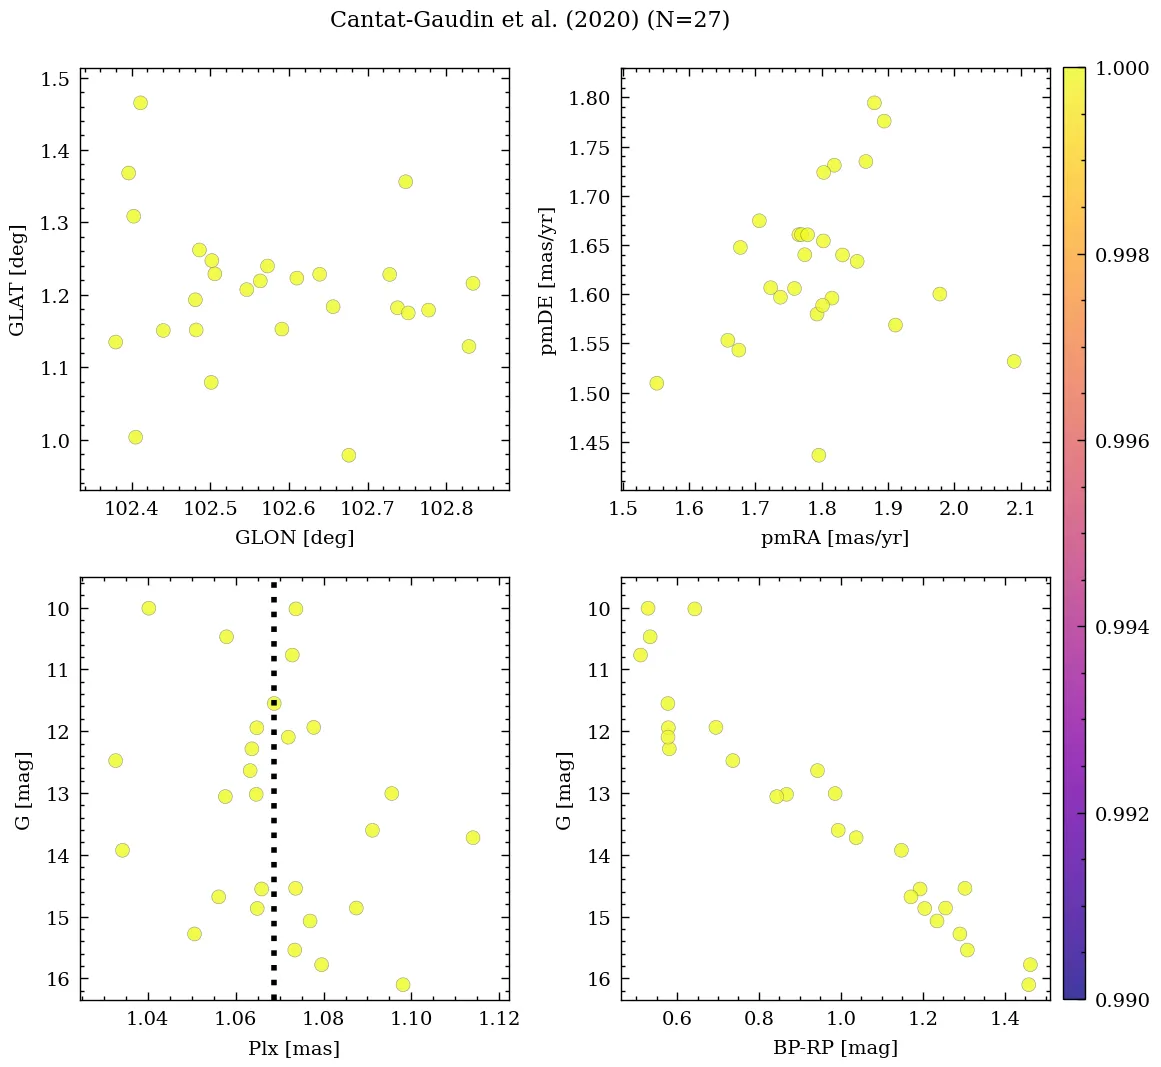 Cantat-Gaudin et al. (2020) (N=27)
1.5
1.4
1.3
1.2
1.1
1.0
GLAT [deg]
102.4 102.5 102.6 102.7 102.8
GLON [deg]
1.80
1.75
1.70
1.65
1.60
1.55
1.50
1.45
pmDE [mas/yr]
1.5 1.6 1.7 1.8 1.9 2.0 2.1
pmRA [mas/yr]
10
11
12
13
14
15
16
G [mag]
1.04 1.06 1.08 1.10 1.12
Plx [mas]
10
11
12
13
14
15
16
G [mag]
0.6 0.8 1.0 1.2 1.4
BP-RP [mag]
1.000
0.998
0.996
0.994
0.992
0.990